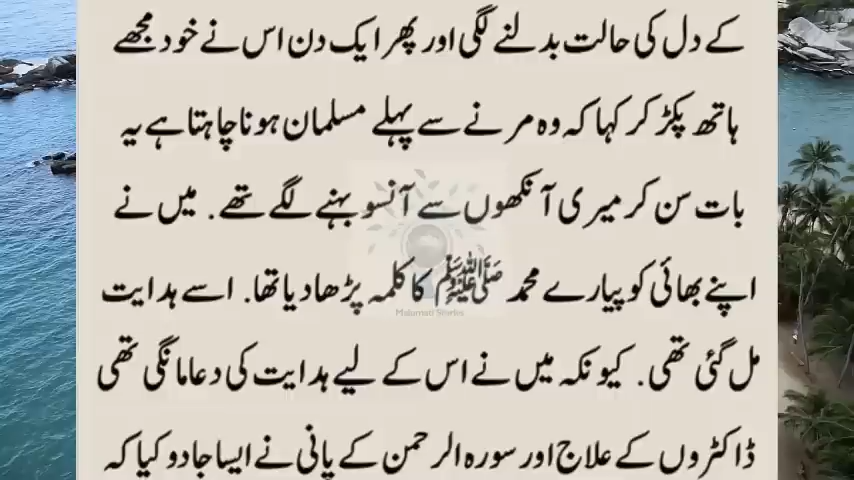 کے دل کی حالت بدلنے لگی اور پھر ایک دن اس نے خود مجھے
ہاتھ پکڑ کر کہا کہ وہ مرنے سے پہلے مسلمان ہونا چاہتا ہے یہ
بات سن کر میری آنکھوں سے آنسو بہنے لگے تھے۔ میں نے
اپنے بھائی کو پیارے محمد ﷺ کا کلمہ پڑھا دیا تھا۔ اسے ہدایت
Malumati Stories
مل گئی تھی۔ کیونکہ میں نے اس کے لیے ہدایت کی دعا مانگی تھی
ڈاکٹروں کے علاج اور سورہ الرحمن کے پانی نے ایسا جادو کیا کہ